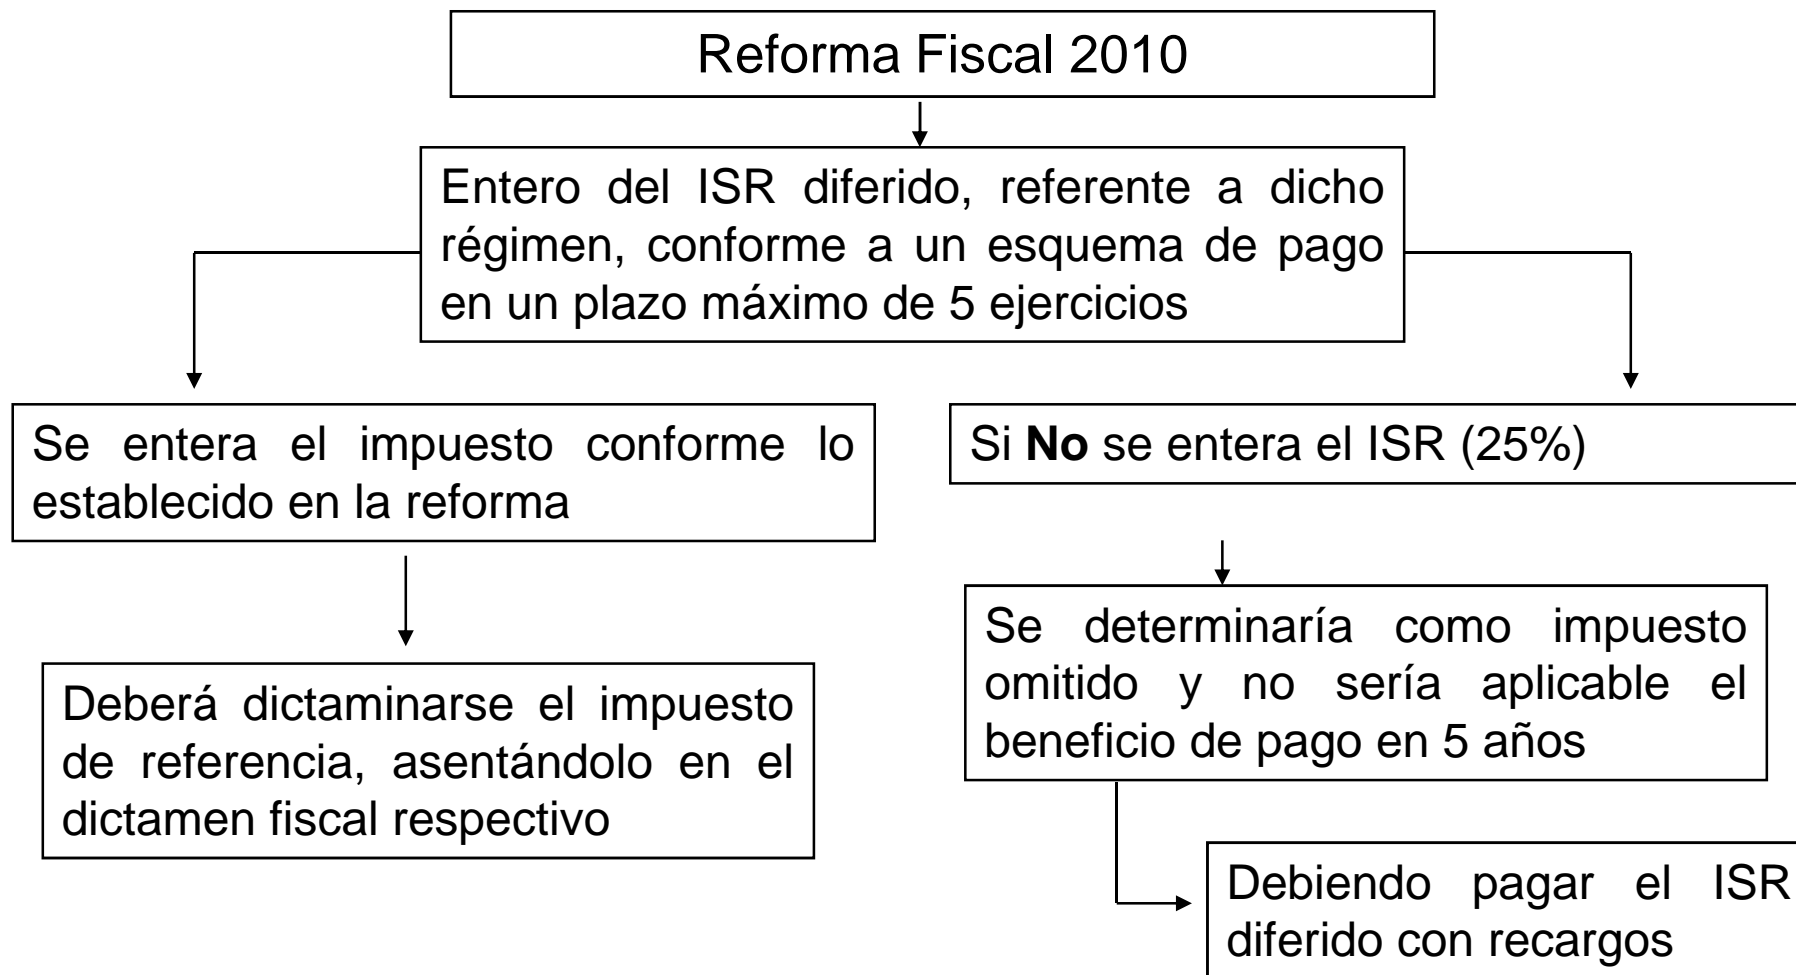 Reforma Fiscal 2010
Entero del ISR diferido, referente a dicho
régimen, conforme a un esquema de pago
en un plazo máximo de 5 ejercicios
Se entera el impuesto conforme lo
establecido en la reforma
Si No se entera el ISR (25%)
Deberá dictaminarse el impuesto
de referencia, asentándolo en el
dictamen fiscal respectivo
Se determinaría como impuesto
omitido y no sería aplicable el
beneficio de pago en 5 años
Debiendo pagar el ISR
diferido con recargos